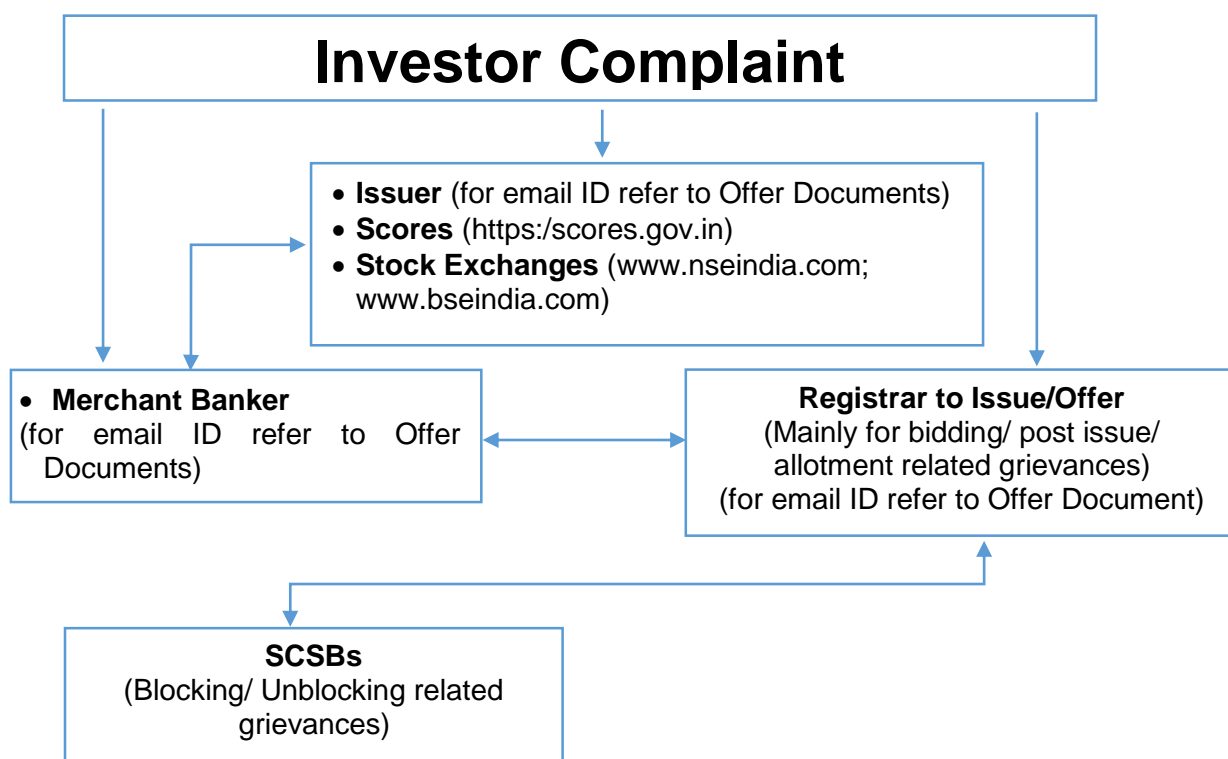 Investor Complaint
• Issuer (for email ID refer to Offer Documents)
• Scores (https:/scores.gov.in)
• Stock Exchanges (www.nseindia.com;
www.bseindia.com)
• Merchant Banker
(for email ID refer to Offer
Documents)
Registrar to Issue/Offer
(Mainly for bidding/ post issue/
allotment related grievances)
(for email ID refer to Offer Document)
SCSBs
(Blocking/ Unblocking related
grievances)